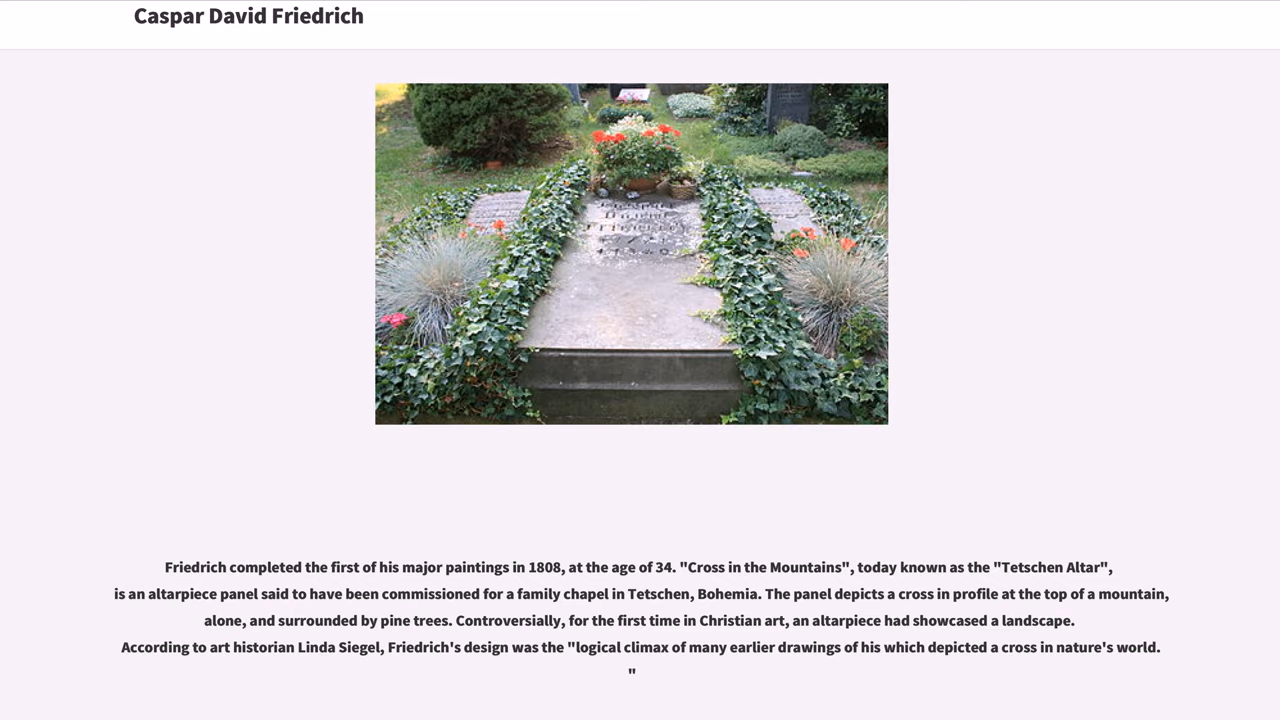 Caspar David Friedrich
Caspar
David
Friedrich
Friedrich completed the first of his major paintings in 1808, at the age of 34. "Cross in the Mountains", today known as the "Tetschen Altar",
is an altarpiece panel said to have been commissioned for a family chapel in Tetschen, Bohemia. The panel depicts a cross in profile at the top of a mountain,
alone, and surrounded by pine trees. Controversially, for the first time in Christian art, an altarpiece had showcased a landscape.
According to art historian Linda Siegel, Friedrich's design was the "logical climax of many earlier drawings of his which depicted a cross in nature's world.
"